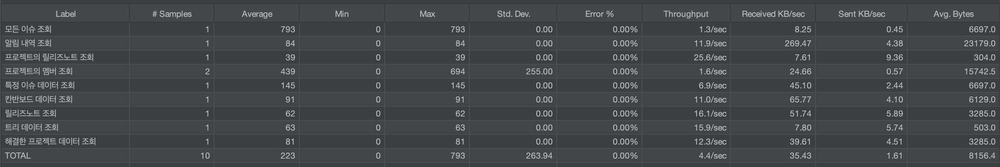 Label # Samples Average Min Max Std. Dev. Error % Throughput Received KB/sec Sent KB/sec Avg. Bytes
모든 이슈 조회 1 793 0 793 0.00 0.00% 1.3/sec 8.25 0.45 6697.0
알림 내역 조회 1 84 0 84 0.00 0.00% 11.9/sec 269.47 4.38 23179.0
프로젝트의 릴리즈노트 조회 1 39 0 39 0.00 0.00% 25.6/sec 7.61 9.36 304.0
프로젝트의 멤버 조회 2 439 0 694 255.00 0.00% 1.6/sec 24.66 0.57 15742.5
특정 이슈 데이터 조회 1 145 0 145 0.00 0.00% 6.9/sec 45.10 2.44 6697.0
칸반보드 데이터 조회 1 91 0 91 0.00 0.00% 11.0/sec 65.77 4.10 6129.0
릴리즈노트 조회 1 62 0 62 0.00 0.00% 16.1/sec 51.74 5.89 3285.0
트리 데이터 조회 1 63 0 63 0.00 0.00% 15.9/sec 7.80 5.74 503.0
해결한 프로젝트 데이터 조회 1 81 0 81 0.00 0.00% 12.3/sec 39.61 4.51 3285.0
TOTAL 10 223 0 793 263.94 0.00% 4.4/sec 35.43 1.61 8156.4